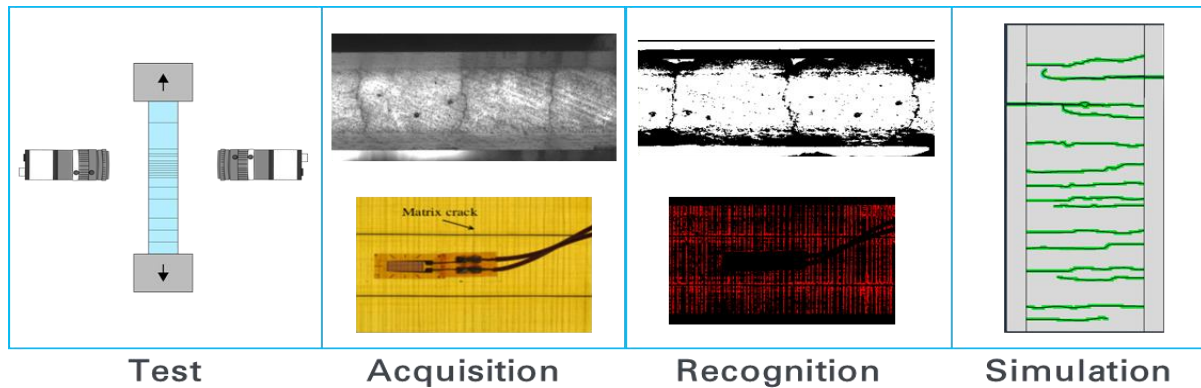 Matrix crack
Test
Acquisition
Recognition
Simulation